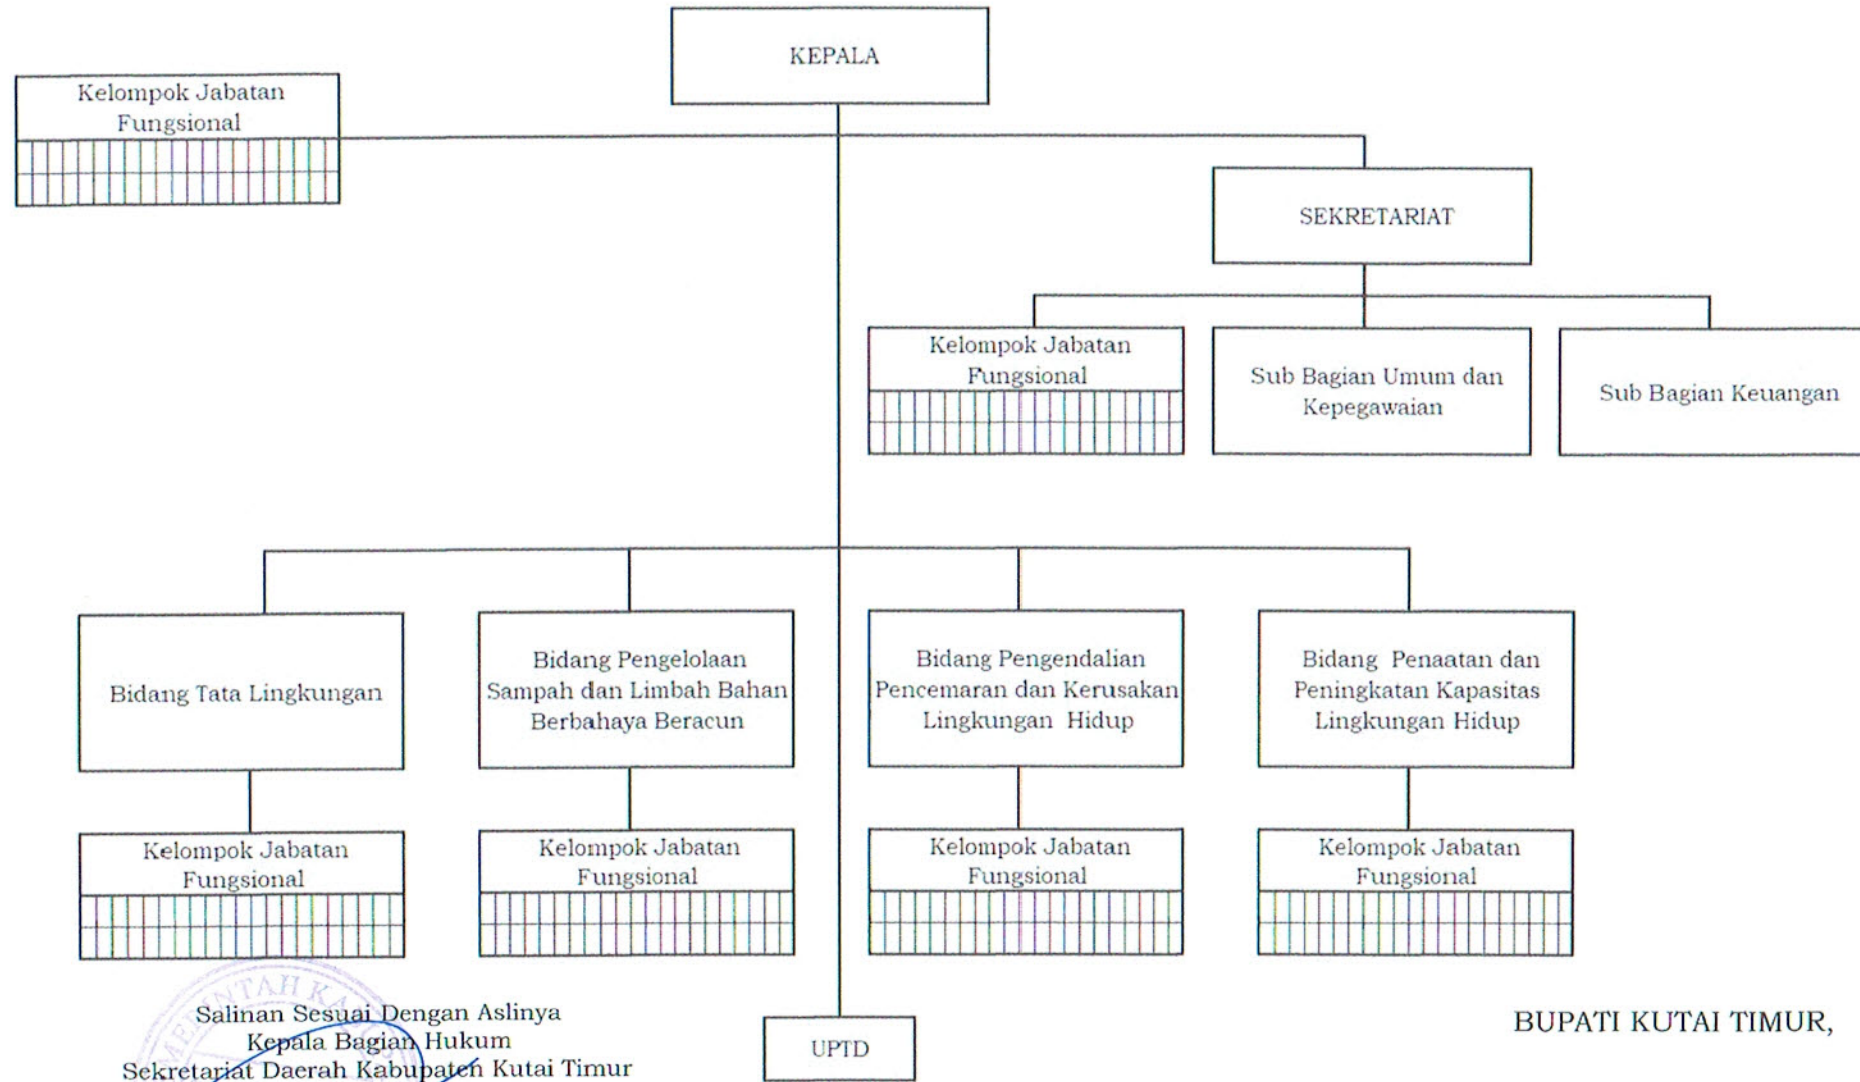 KEPALA
Kelompok Jabatan
Fungsional
SEKRETARIAT
Kelompok Jabatan
Fungsional
Sub Bagian Umum dan
Kepegawaian
Sub Bagian Keuangan
Bidang Tata Lingkungan
Bidang Pengelolaan
Sampah dan Limbah Bahan
Berbahaya Beracun
Bidang Pengendalian
Pencemaran dan Kerusakan
Lingkungan Hidup
Bidang Penaatan dan
Peningkatan Kapasitas
Lingkungan Hidup
Kelompok Jabatan
Fungsional
Kelompok Jabatan
Fungsional
Kelompok Jabatan
Fungsional
Kelompok Jabatan
Fungsional
Salinan Sesuai Dengan Aslinya
Kepala Bagian Hukum
Sekretariat Daerah Kabupaten Kutai Timur
UPTD
BUPATI KUTAI TIMUR,